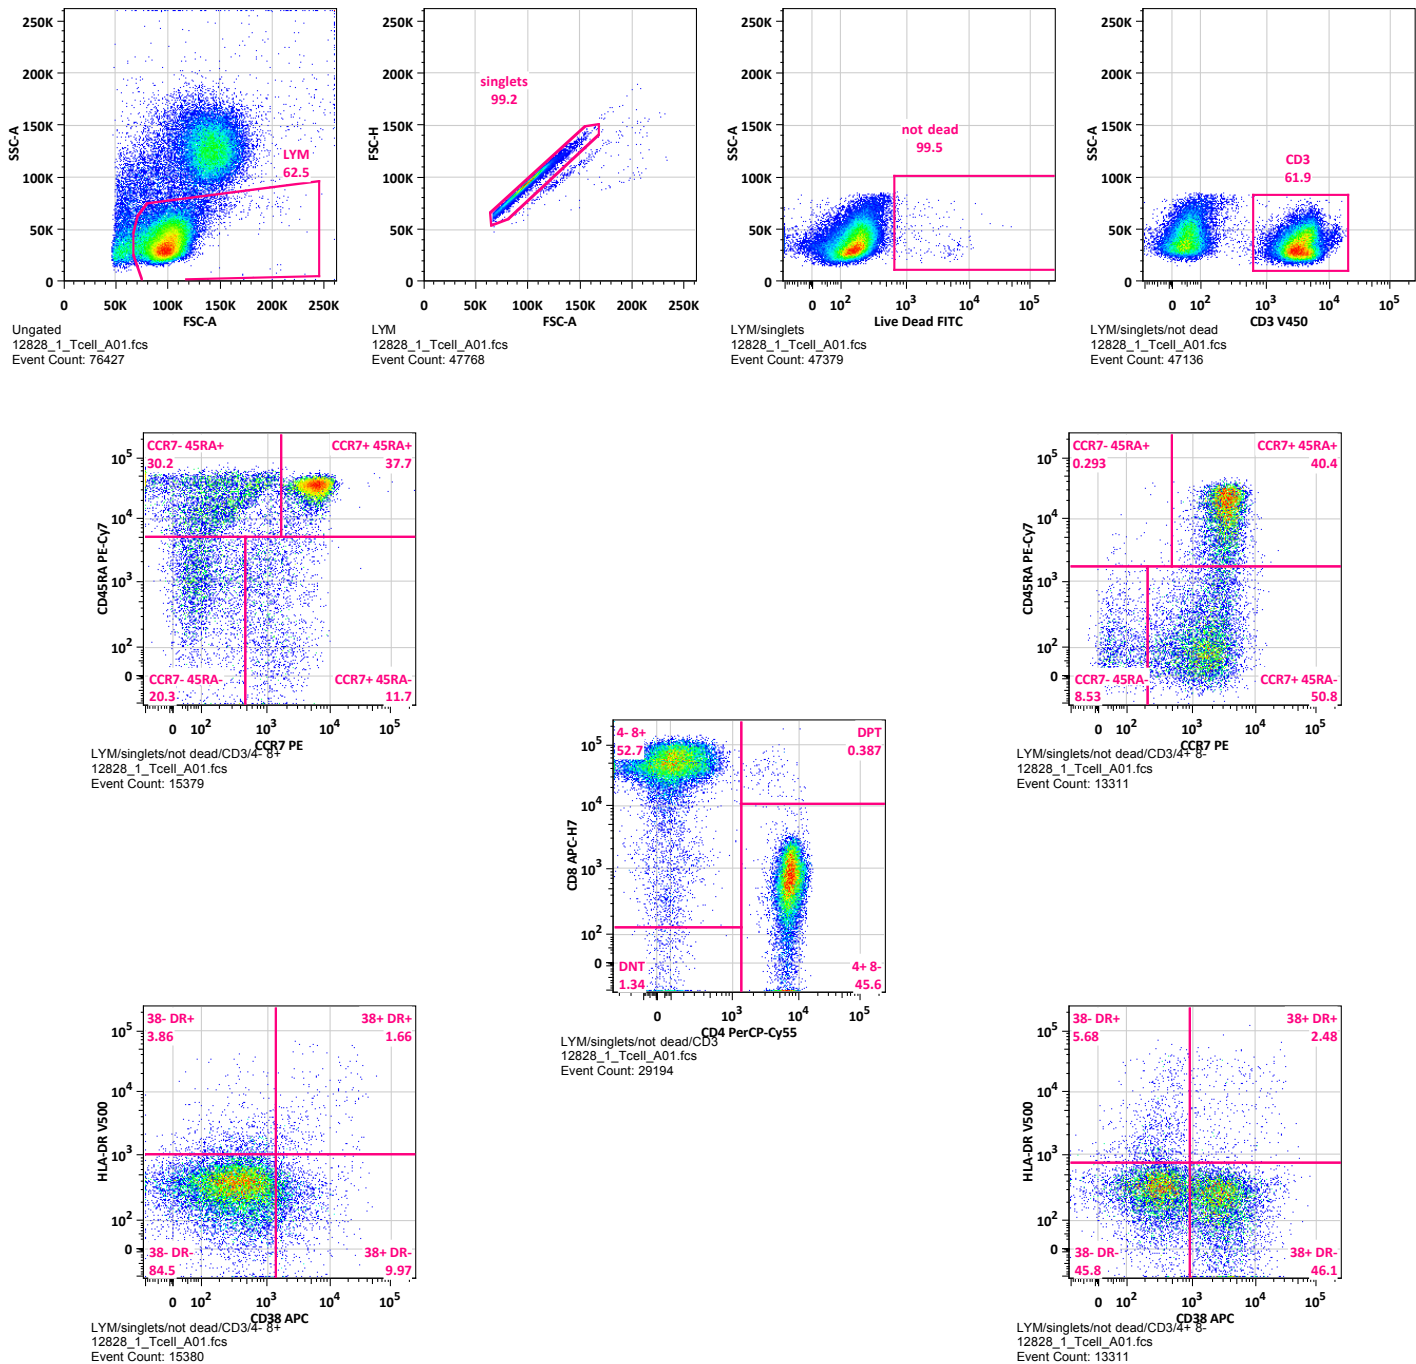 250K
200K
150K
100K
50K
0
SSC-A
LYM
62.5
0
50K
100K
150K
200K
250K
FSC-A
Ungated
12828_1_Tcell_A01.fcs
Event Count: 76427
250K
200K
150K
100K
50K
0
FSC-H
singlets
99.2
0
50K
100K
150K
200K
250K
FSC-A
LYM
12828_1_Tcell_A01.fcs
Event Count: 47768
250K
200K
150K
100K
50K
0
SSC-A
not dead
99.5
0
10^2
10^3
10^4
10^5
Live Dead FITC
LYM/singlets
12828_1_Tcell_A01.fcs
Event Count: 47379
250K
200K
150K
100K
50K
0
SSC-A
CD3
61.9
0
10^2
10^3
10^4
10^5
CD3 V450
LYM/singlets/not dead
12828_1_Tcell_A01.fcs
Event Count: 47136
CCR7- 45RA+
30.2
CCR7+ 45RA+
37.7
10^5
10^4
10^3
10^2
0
CD45RA PE-Cy7
CCR7- 45RA-
20.3
CCR7+ 45RA-
11.7
0
10^2
10^3
10^4
10^5
CCR7 PE
LYM/singlets/not dead/CD3/4- 8+
12828_1_Tcell_A01.fcs
Event Count: 15379
CCR7- 45RA+
0.293
CCR7+ 45RA+
40.4
10^5
10^4
10^3
10^2
0
CD45RA PE-Cy7
CCR7- 45RA-
8.53
CCR7+ 45RA-
50.8
0
10^2
10^3
10^4
10^5
CCR7 PE
LYM/singlets/not dead/CD3/4+ 8-
12828_1_Tcell_A01.fcs
Event Count: 13311
4- 8+
52.7
DPT
0.387
10^5
10^4
10^3
10^2
0
CD8 APC-H7
DNT
1.34
4+ 8-
45.6
0
10^3
10^4
10^5
CD4 PerCP-Cy55
LYM/singlets/not dead/CD3
12828_1_Tcell_A01.fcs
Event Count: 29194
38- DR+
3.86
38+ DR+
1.66
10^5
10^4
10^3
10^2
0
HLA-DR V500
38- DR-
84.5
38+ DR-
9.97
0
10^2
10^3
10^4
10^5
CD38 APC
LYM/singlets/not dead/CD3/4- 8+
12828_1_Tcell_A01.fcs
Event Count: 15380
38- DR+
5.68
38+ DR+
2.48
10^5
10^4
10^3
10^2
0
HLA-DR V500
38- DR-
45.8
38+ DR-
46.1
0
10^2
10^3
10^4
10^5
CD38 APC
LYM/singlets/not dead/CD3/4+ 8-
12828_1_Tcell_A01.fcs
Event Count: 13311